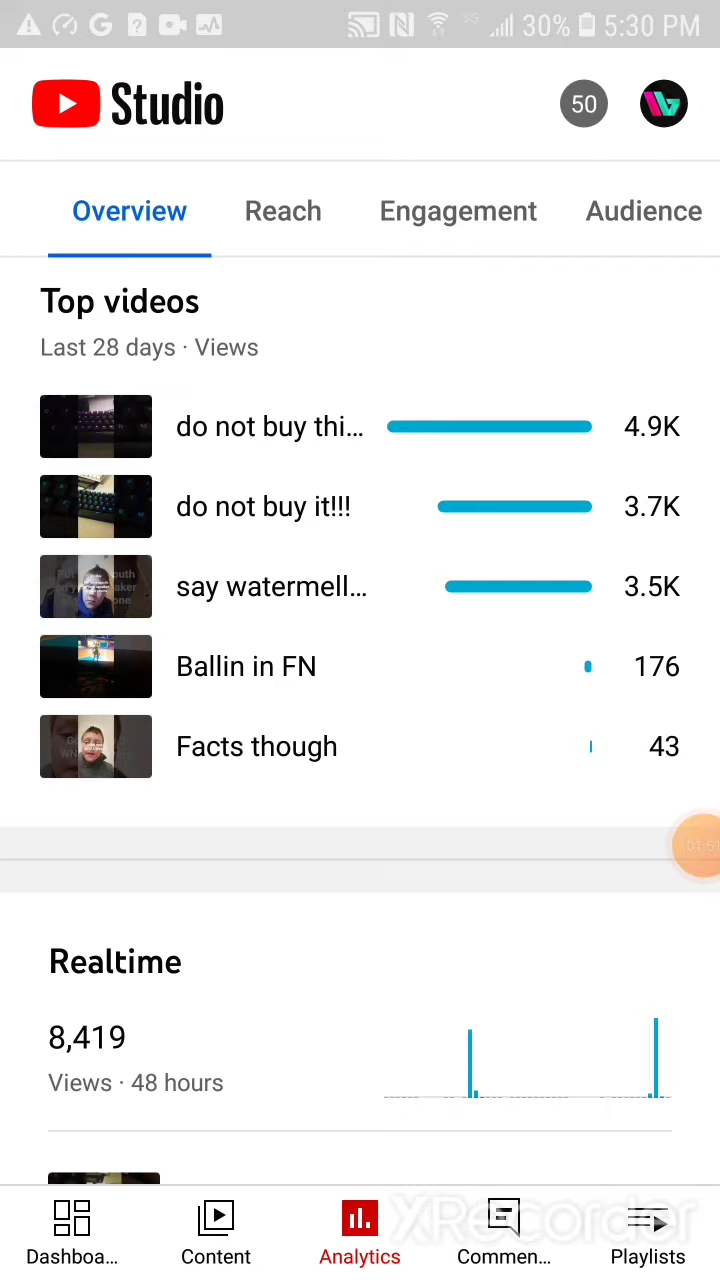 30% 5:30 PM
Studio
50
Overview Reach Engagement Audience
Top videos
Last 28 days · Views
do not buy thi... 4.9K
do not buy it!!! 3.7K
say watermell... 3.5K
Ballin in FN 176
Facts though 43
01:51
Realtime
8,419
Views · 48 hours
XRecorder
Dashboa... Content Analytics Commen... Playlists